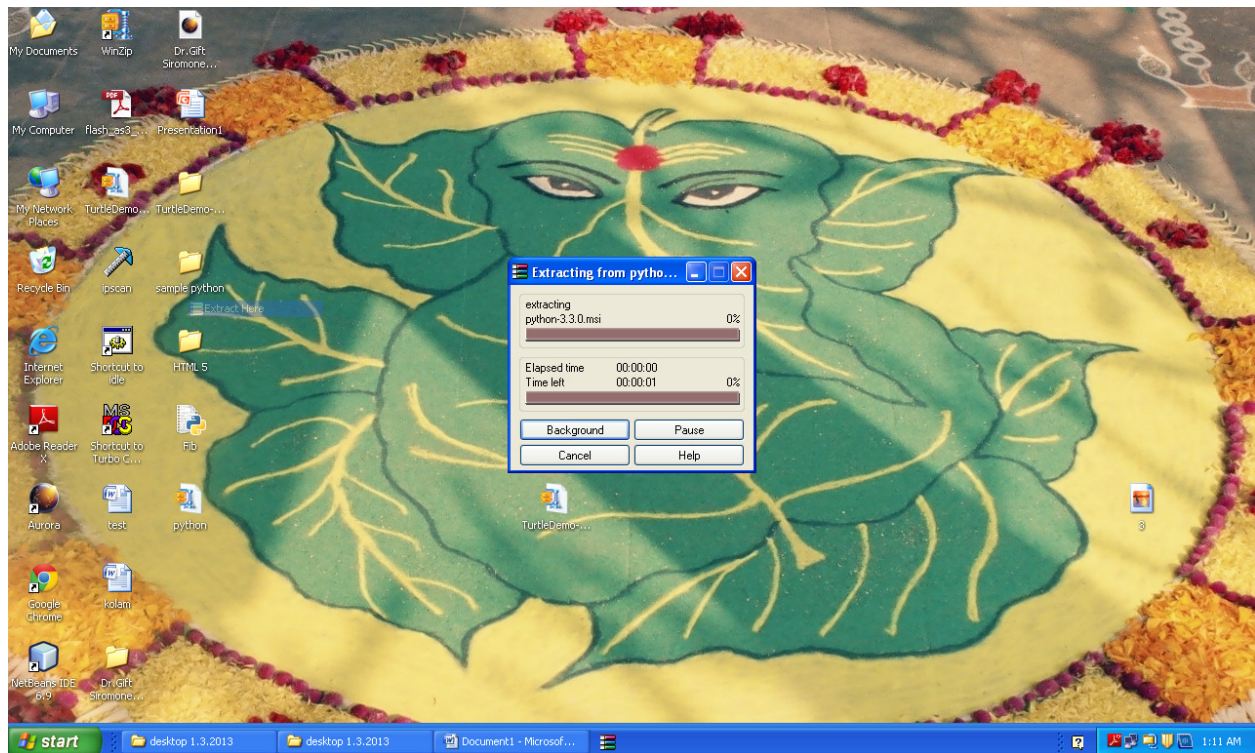 My Documents
WinZip
Dr.Gift
Siromone...
My Computer
flash_as3_...
Presentation1
My Network
Places
TurtleDemo...
TurtleDemo-...
Recycle Bin
ipscan
sample python
Extract Here
Internet
Explorer
Shortcut to
idle
HTML 5
Adobe Reader
X
Shortcut to
Turbo C...
Fib
Aurora
test
python
Google
Chrome
kolam
NetBeans IDE
6.9
Dr.Gift
Siromone...
Extracting from pytho...
extracting
python-3.3.0.msi 0%
Elapsed time 00:00:00
Time left 00:00:01 0%
Background Pause
Cancel Help
TurtleDemo-...
3
start desktop 1.3.2013 desktop 1.3.2013 Document1 - Microsof... 1:11 AM